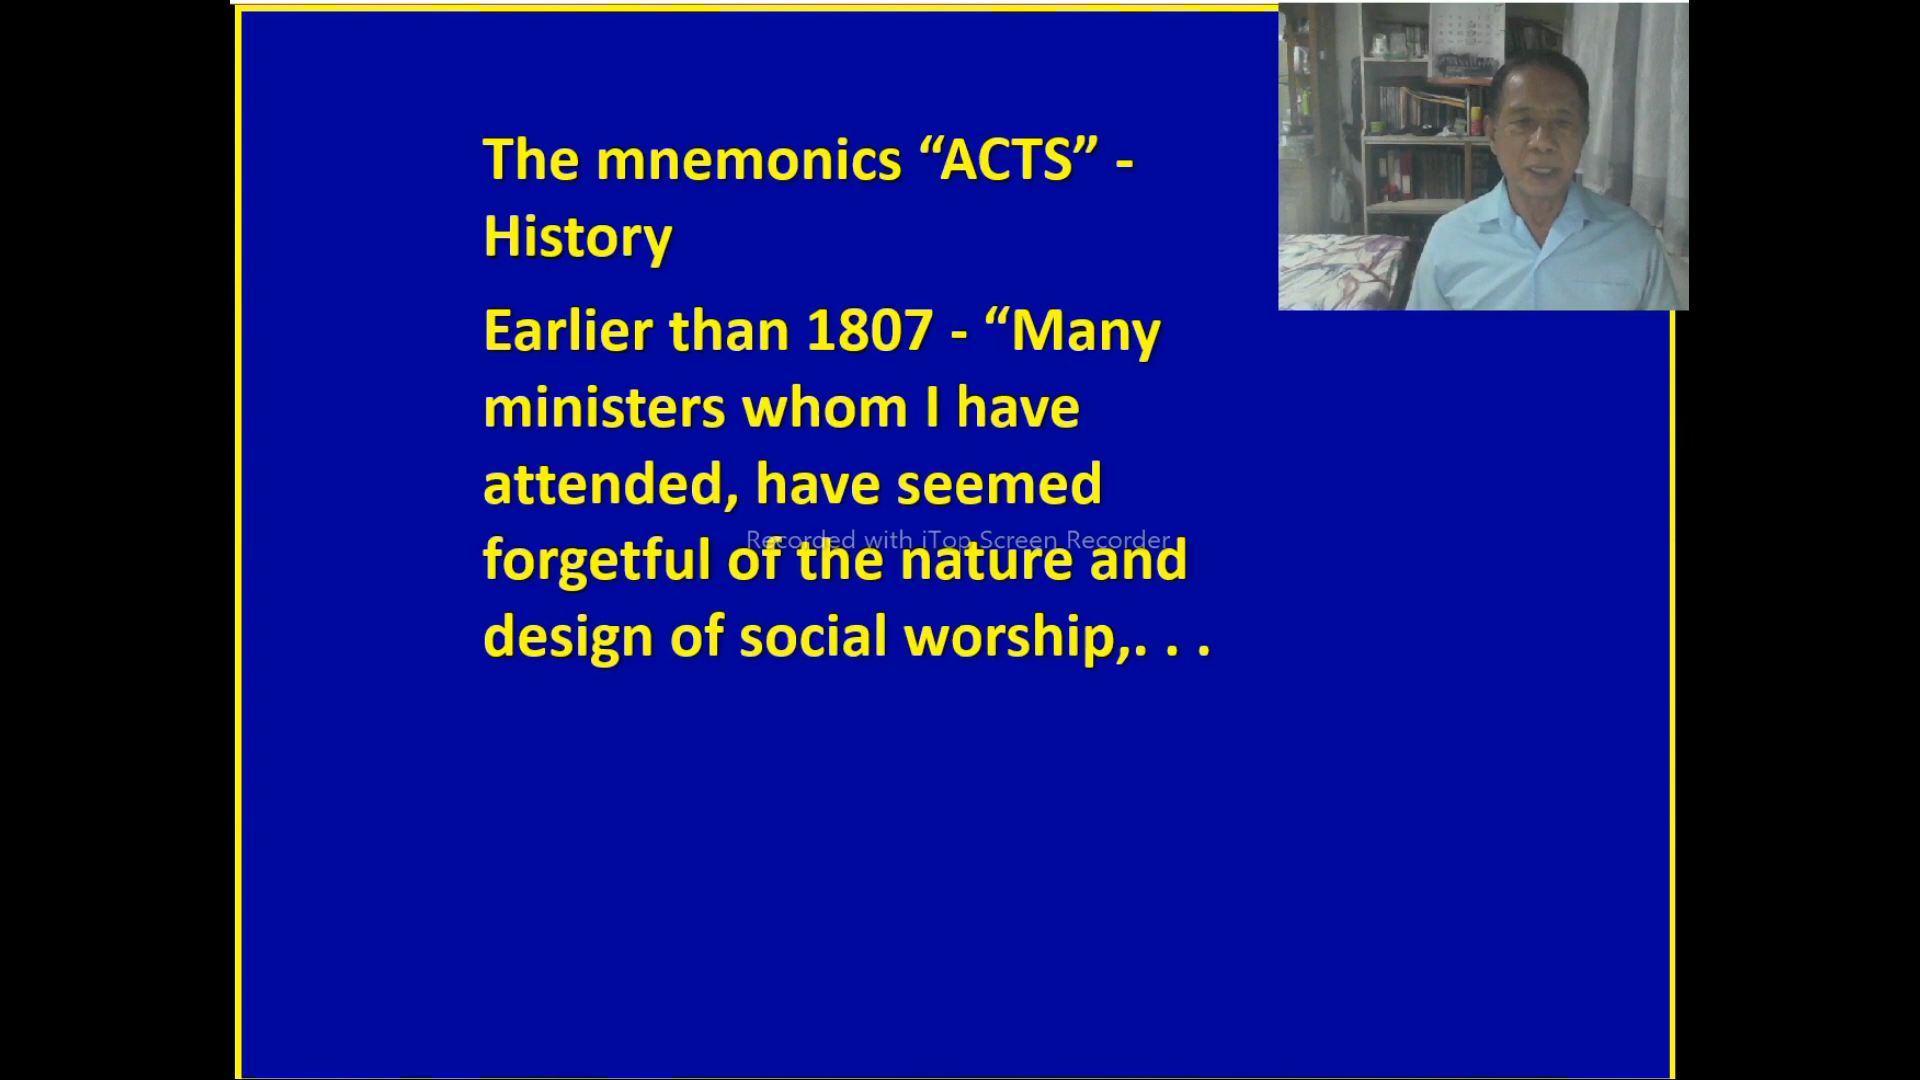 The mnemonics “ACTS” -
History
Earlier than 1807 - “Many
ministers whom I have
attended, have seemed
Recorded with iTop Screen Recorder
forgetful of the nature and
design of social worship,. . .